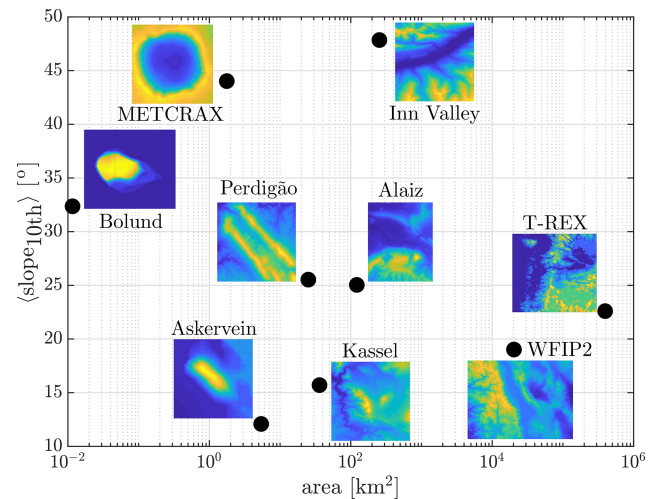 50
45
40
35
30
25
20
15
10
⟨slope10th⟩ [ º ]
METCRAX
Inn Valley
Bolund
Perdigão
Alaiz
T-REX
Askervein
Kassel
WFIP2
10-2
100
102
104
106
area [km2]